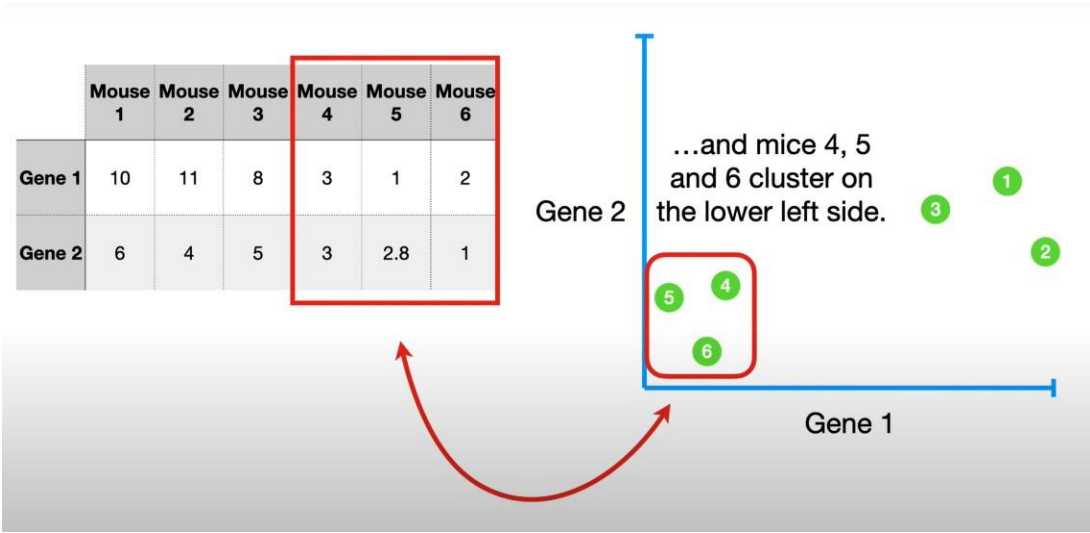 Mouse Mouse Mouse Mouse Mouse Mouse
1 2 3 4 5 6
Gene 1 10 11 8 3 1 2
Gene 2 6 4 5 3 2.8 1
…and mice 4, 5
and 6 cluster on
the lower left side.
Gene 2
1
3
2
4
5
6
Gene 1